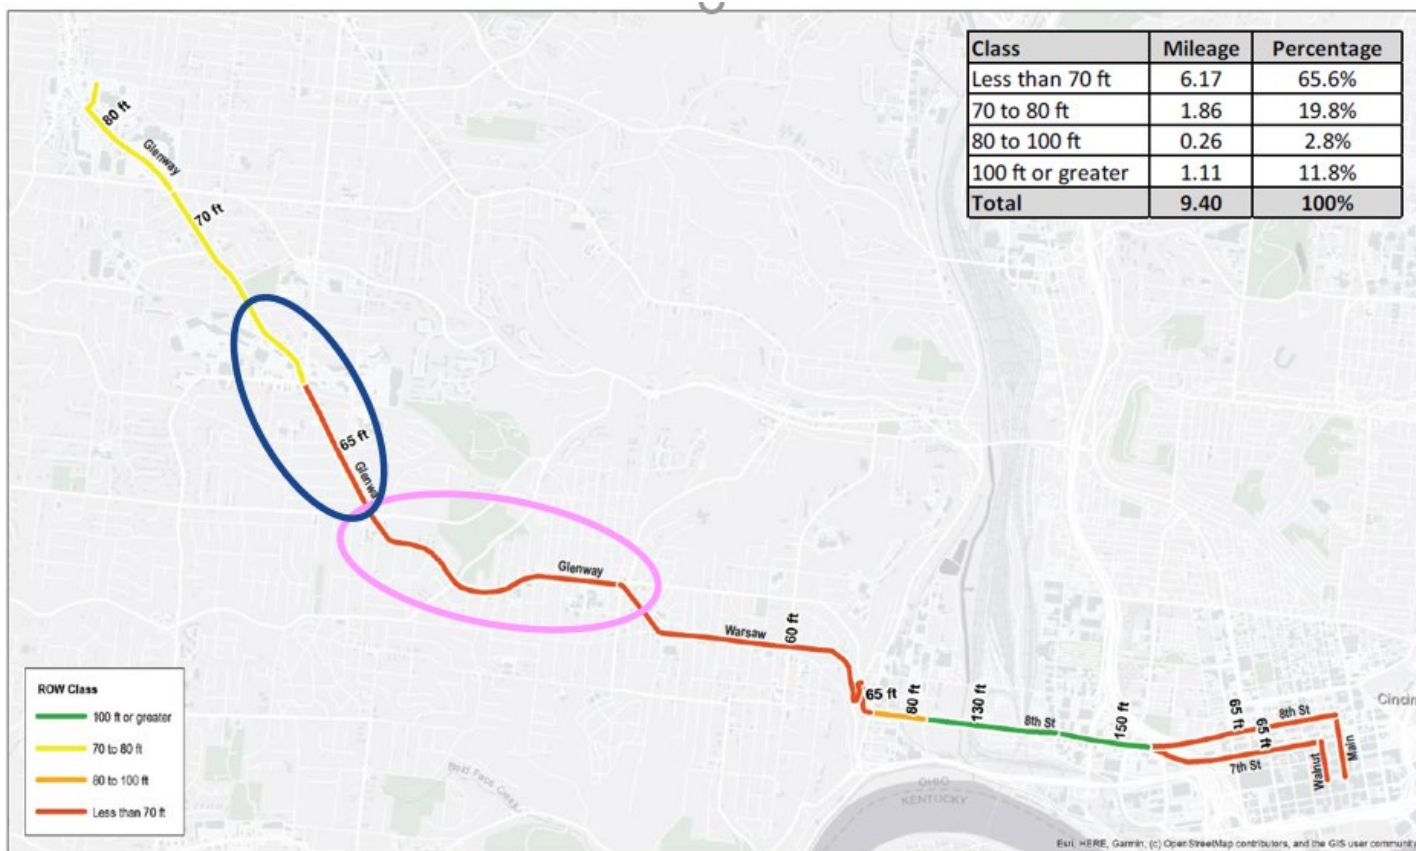 Class Mileage Percentage
Less than 70 ft 6.17 65.6%
70 to 80 ft 1.86 19.8%
80 to 100 ft 0.26 2.8%
100 ft or greater 1.11 11.8%
Total 9.40 100%
80 ft
Glenway
70 ft
65 ft
Glenway
Glenway
Warsaw
60 ft
65 ft
80 ft
130 ft
8th St
150 ft
65 ft
65 ft
8th St
7th St
Walnut
Main
Cincin
OHIO
KENTUCKY
Bold Face Creek
ROW Class
100 ft or greater
70 to 80 ft
80 to 100 ft
Less than 70 ft
Esri, HERE, Garmin, (c) OpenStreetMap contributors, and the GIS user communit